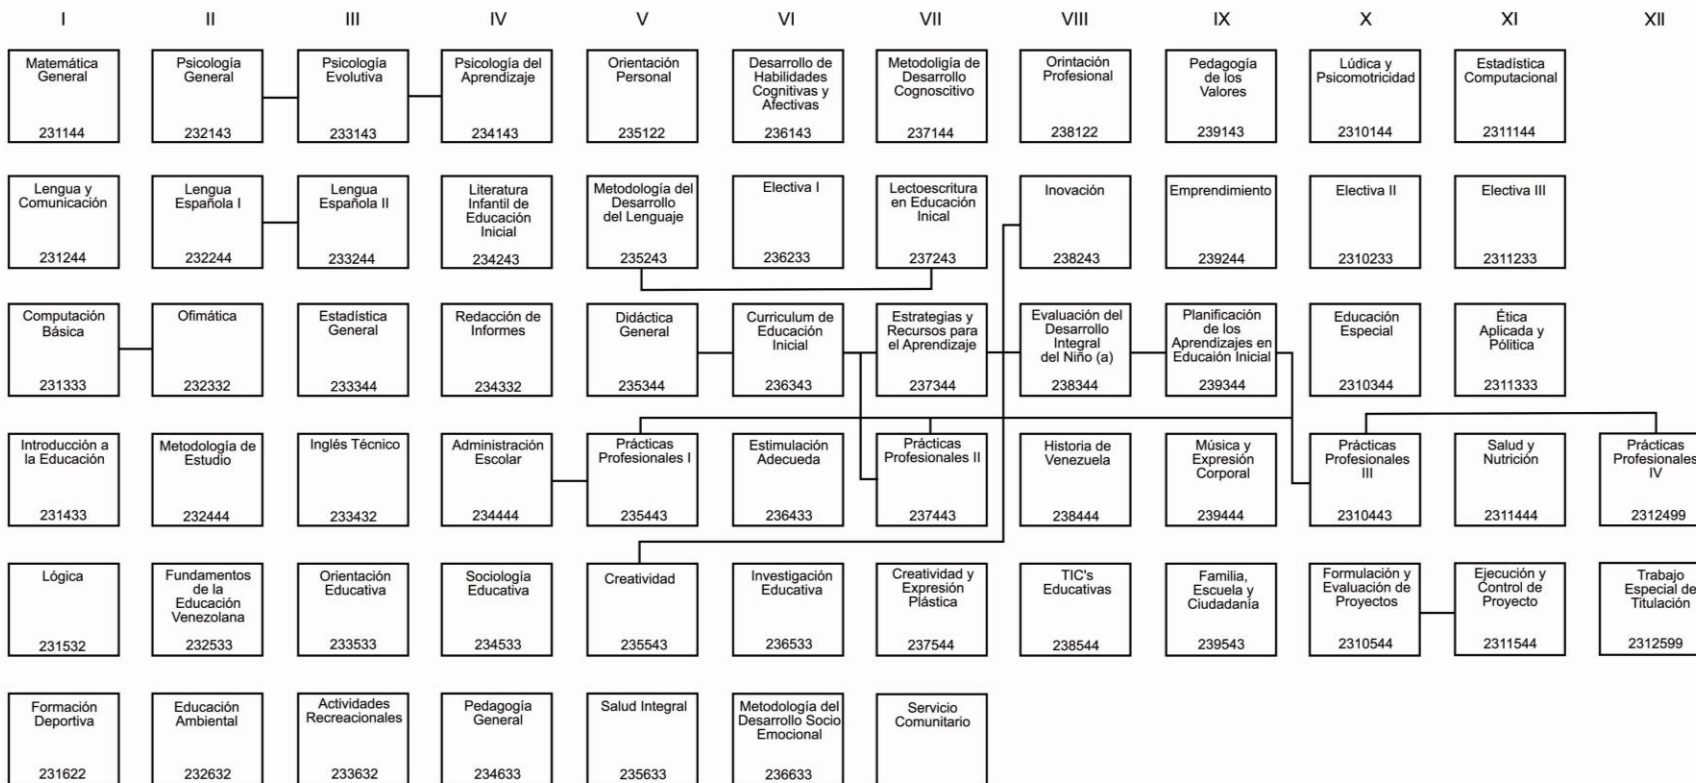 I II III IV V VI VII VIII IX X XI XII
Matemática
General
231144
Psicología
General
232143
Psicología
Evolutiva
233143
Psicología del
Aprendizaje
234143
Orientación
Personal
235122
Desarrollo de
Habilidades
Cognitivas y
Afectivas
236143
Metodoligía de
Desarrollo
Cognoscitivo
237144
Orintación
Profesional
238122
Pedagogía
de los
Valores
239143
Lúdica y
Psicomotricidad
2310144
Estadística
Computacional
2311144
Lengua y
Comunicación
231244
Lengua
Española I
232244
Lengua
Española II
233244
Literatura
Infantil de
Educación
Inicial
234243
Metodología del
Desarrollo
del Lenguaje
235243
Electiva I
236233
Lectoescritura
en Educación
Inical
237243
Inovación
238243
Emprendimiento
239244
Electiva II
2310233
Electiva III
2311233
Computación
Básica
231333
Ofimática
232332
Estadística
General
233344
Redacción de
Informes
234332
Didáctica
General
235344
Curriculum de
Educación
Inicial
236343
Estrategias y
Recursos para
el Aprendizaje
237344
Evaluación del
Desarrollo
Integral
del Niño (a)
238344
Planificación
de los
Aprendizajes en
Educaión Inicial
239344
Educación
Especial
2310344
Ética
Aplicada y
Pólitica
2311333
Introducción a
la Educación
231433
Metodología de
Estudio
232444
Inglés Técnico
233432
Administración
Escolar
234444
Prácticas
Profesionales I
235443
Estimulación
Adecueda
236433
Prácticas
Profesionales II
237443
Historia de
Venezuela
238444
Música y
Expresión
Corporal
239444
Prácticas
Profesionales
III
2310443
Salud y
Nutrición
2311444
Prácticas
Profesionales
IV
2312499
Lógica
231532
Fundamentos
de la
Educación
Venezolana
232533
Orientación
Educativa
233533
Sociología
Educativa
234533
Creatividad
235543
Investigación
Educativa
236533
Creatividad y
Expresión
Plástica
237544
TIC's
Educativas
238544
Familia,
Escuela y
Ciudadanía
239543
Formulación y
Evaluación de
Proyectos
2310544
Ejecución y
Control de
Proyecto
2311544
Trabajo
Especial de
Titulación
2312599
Formación
Deportiva
231622
Educación
Ambiental
232632
Actividades
Recreacionales
233632
Pedagogía
General
234633
Salud Integral
235633
Metodología del
Desarrollo Socio
Emocional
236633
Servicio
Comunitario